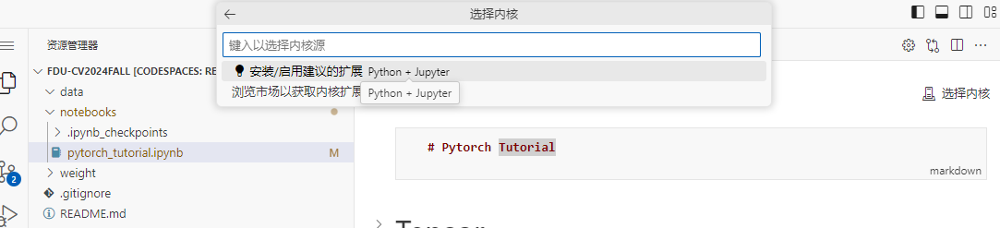 选择内核
键入以选择内核源
安装/启用建议的扩展 Python + Jupyter
浏览市场以获取内核扩展
Python + Jupyter
资源管理器
FDU-CV2024FALL [CODESPACES: RE
data
notebooks
.ipynb_checkpoints
pytorch_tutorial.ipynb M
weight
.gitignore
README.md
2
选择内核
# Pytorch Tutorial
markdown
Tensor